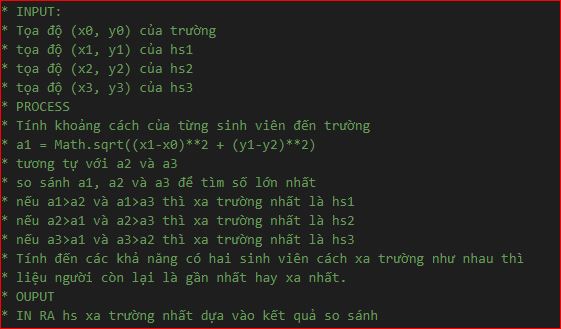 * INPUT:
* Tọa độ (x0, y0) của trường
* tọa độ (x1, y1) của hs1
* tọa độ (x2, y2) của hs2
* tọa độ (x3, y3) của hs3
* PROCESS
* Tính khoảng cách của từng sinh viên đến trường
* a1 = Math.sqrt((x1-x0)**2 + (y1-y2)**2)
* tương tự với a2 và a3
* so sánh a1, a2 và a3 để tìm số lớn nhất
* nếu a1>a2 và a1>a3 thì xa trường nhất là hs1
* nếu a2>a1 và a2>a3 thì xa trường nhất là hs2
* nếu a3>a1 và a3>a2 thì xa trường nhất là hs3
* Tính đến các khả năng có hai sinh viên cách xa trường như nhau thì
* liệu người còn lại là gần nhất hay xa nhất.
* OUPUT
* IN RA hs xa trường nhất dựa vào kết quả so sánh